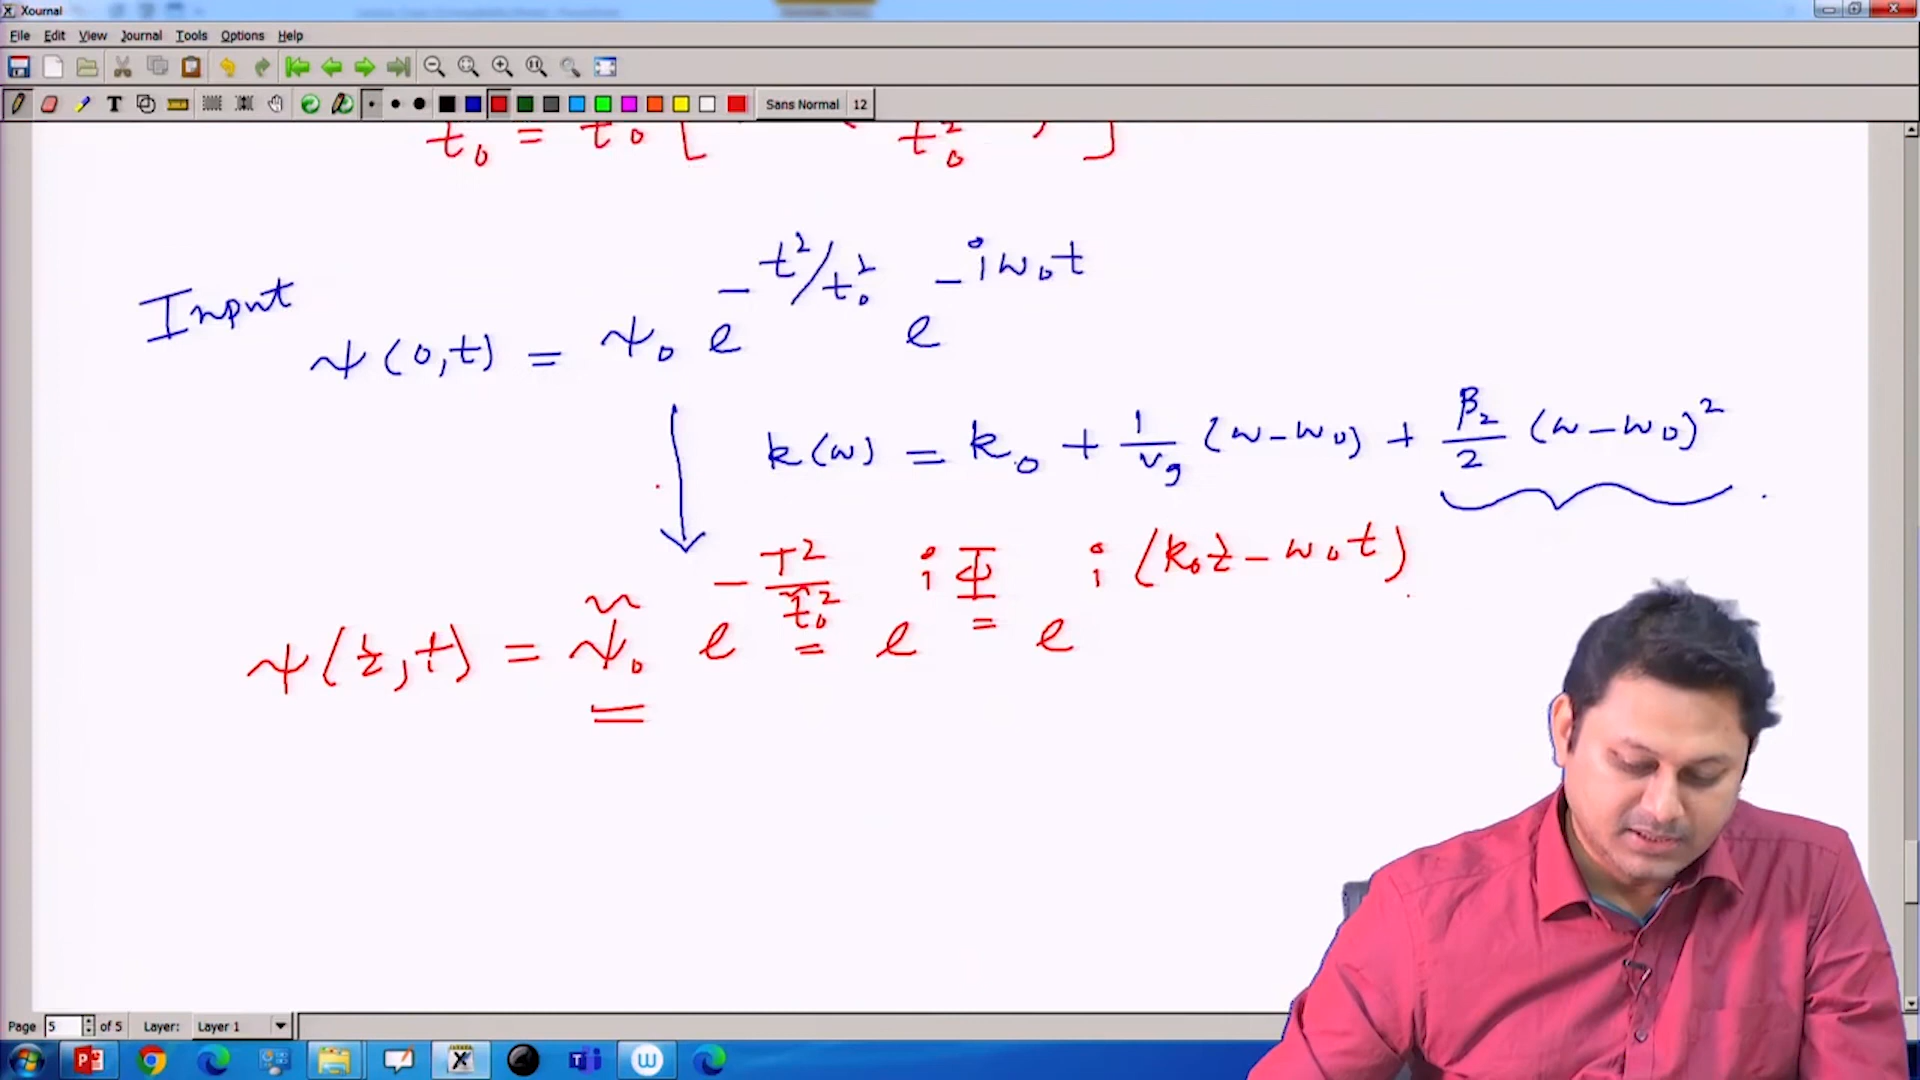 Xournal
File Edit View Journal Tools Options Help
Sans Normal 12
t₀ = t₀ [ t₀² ) ]
Input
ψ(0,t) = ψ₀ e^{-t²/t₀²} e^{-iω₀t}
k(ω) = k₀ + 1/v_g (ω-ω₀) + β₂/2 (ω-ω₀)²
ψ(z,t) = ψ̃₀ e^{-T²/t̃₀²} e^{iΦ} e^{i(k₀z-ω₀t)}
Page 5 of 5 Layer: Layer 1